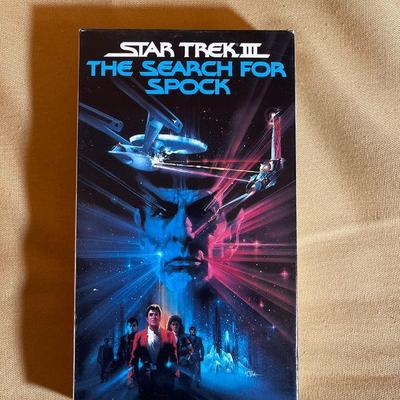 STAR TREK III
THE SEARCH FOR
SPOCK